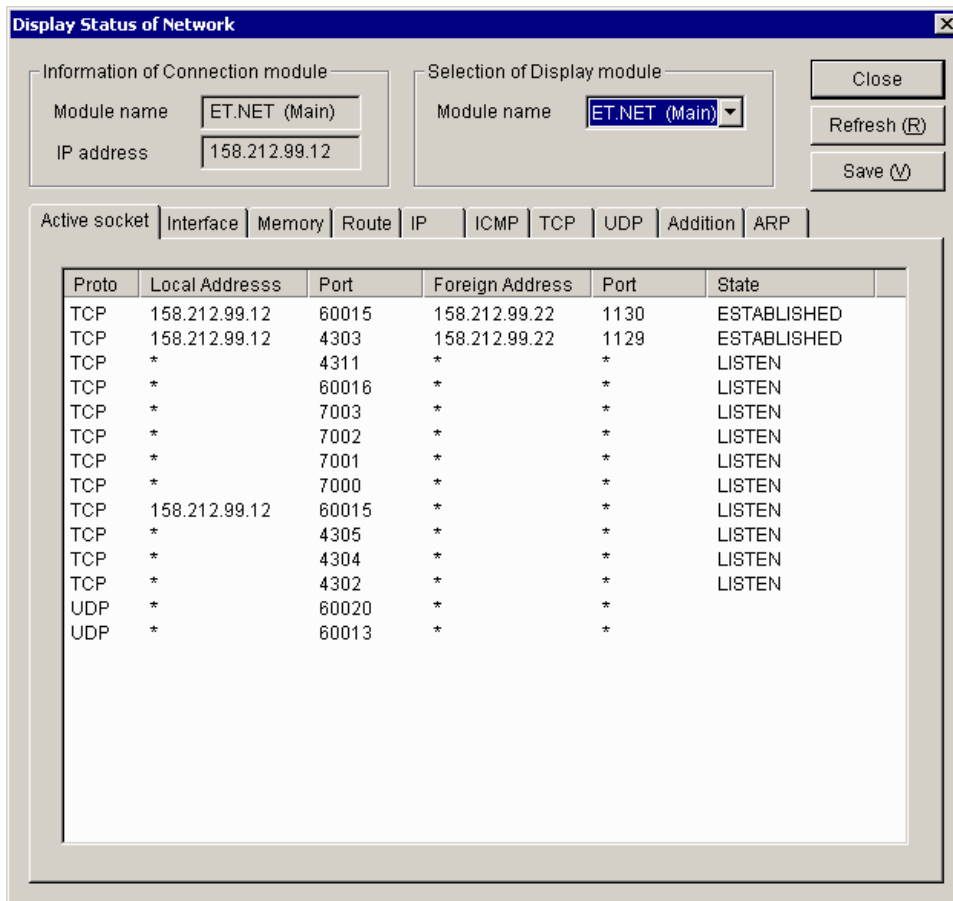 Display Status of Network
Information of Connection module
Module name ET.NET (Main)
IP address 158.212.99.12
Selection of Display module
Module name ET.NET (Main)
Close
Refresh (R)
Save (V)
Active socket Interface Memory Route IP ICMP TCP UDP Addition ARP
Proto Local Addresss Port Foreign Address Port State
TCP 158.212.99.12 60015 158.212.99.22 1130 ESTABLISHED
TCP 158.212.99.12 4303 158.212.99.22 1129 ESTABLISHED
TCP * 4311 * * LISTEN
TCP * 60016 * * LISTEN
TCP * 7003 * * LISTEN
TCP * 7002 * * LISTEN
TCP * 7001 * * LISTEN
TCP * 7000 * * LISTEN
TCP 158.212.99.12 60015 * * LISTEN
TCP * 4305 * * LISTEN
TCP * 4304 * * LISTEN
TCP * 4302 * * LISTEN
UDP * 60020 * *
UDP * 60013 * *